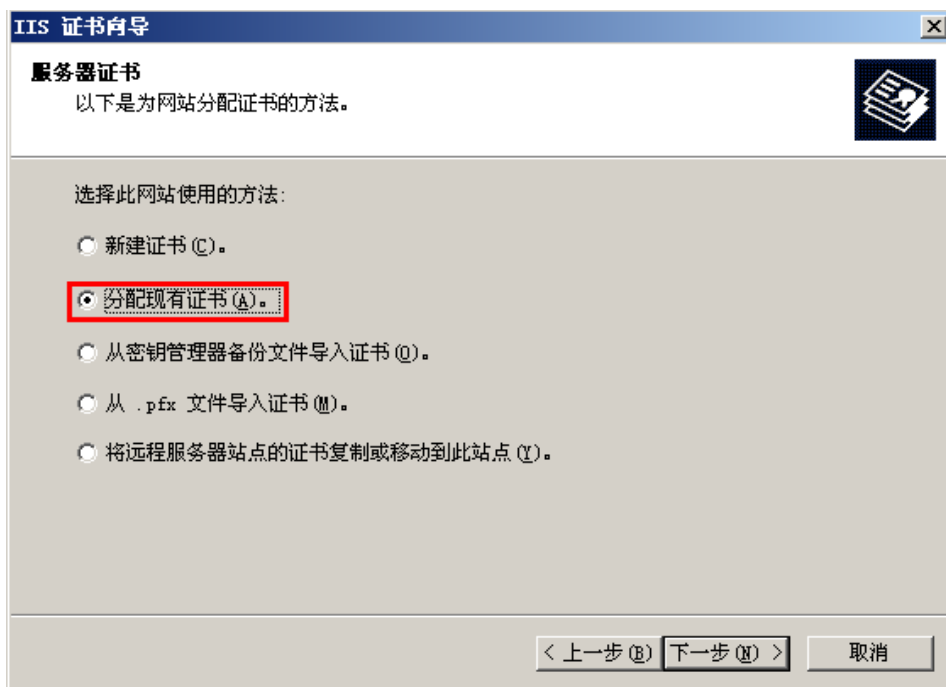 IIS 证书向导
服务器证书
以下是为网站分配证书的方法。
选择此网站使用的方法:
新建证书(C)。
分配现有证书(A)。
从密钥管理器备份文件导入证书(O)。
从 .pfx 文件导入证书(M)。
将远程服务器站点的证书复制或移动到此站点(Y)。
< 上一步(B) 下一步(N) > 取消